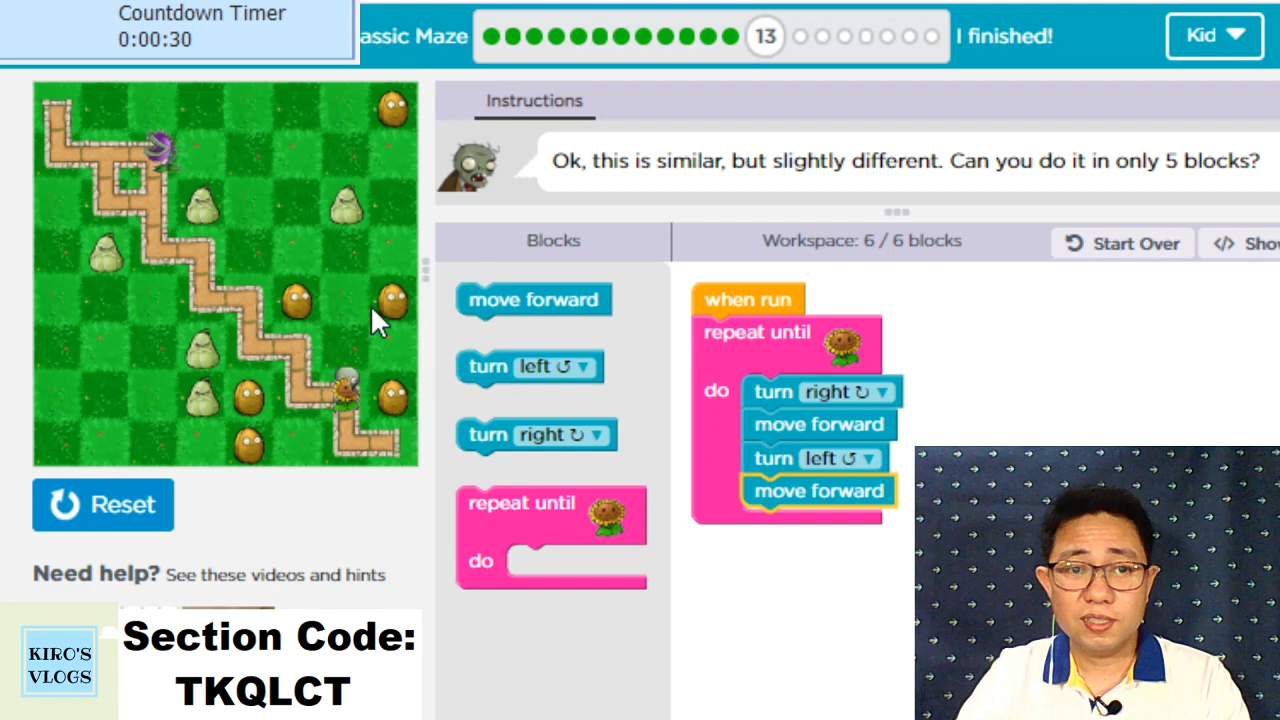 Countdown Timer
0:00:30
assic Maze
13
I finished!
Kid
Instructions
Ok, this is similar, but slightly different. Can you do it in only 5 blocks?
Blocks
Workspace: 6 / 6 blocks
Start Over
</> Show
move forward
turn left ↺
turn right ↻
repeat until
do
when run
repeat until
do
turn right ↻
move forward
turn left ↺
move forward
Reset
Need help? See these videos and hints
KIRO'S
VLOGS
Section Code:
TKQLCT